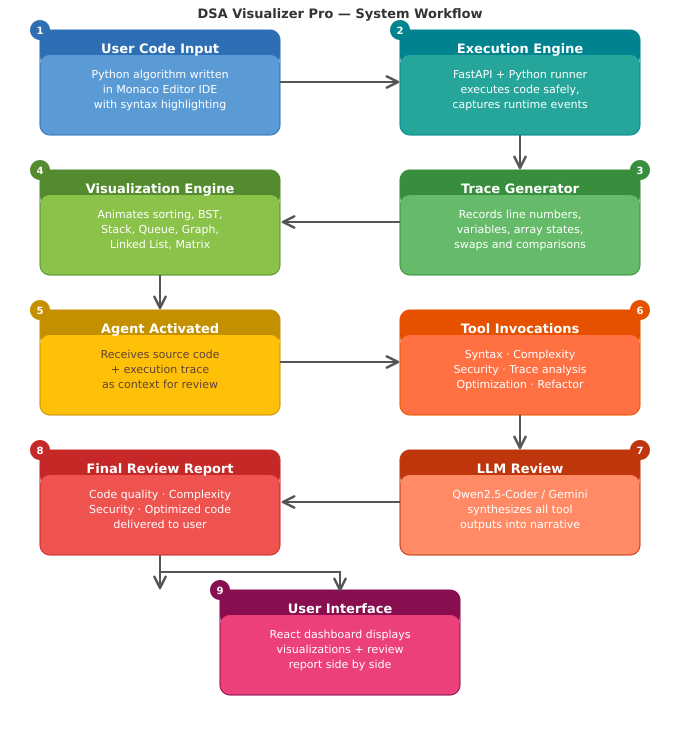 DSA Visualizer Pro — System Workflow
1
User Code Input
Python algorithm written
in Monaco Editor IDE
with syntax highlighting
2
Execution Engine
FastAPI + Python runner
executes code safely,
captures runtime events
3
Trace Generator
Records line numbers,
variables, array states,
swaps and comparisons
4
Visualization Engine
Animates sorting, BST,
Stack, Queue, Graph,
Linked List, Matrix
5
Agent Activated
Receives source code
+ execution trace
as context for review
6
Tool Invocations
Syntax · Complexity
Security · Trace analysis
Optimization · Refactor
7
LLM Review
Qwen2.5-Coder / Gemini
synthesizes all tool
outputs into narrative
8
Final Review Report
Code quality · Complexity
Security · Optimized code
delivered to user
9
User Interface
React dashboard displays
visualizations + review
report side by side